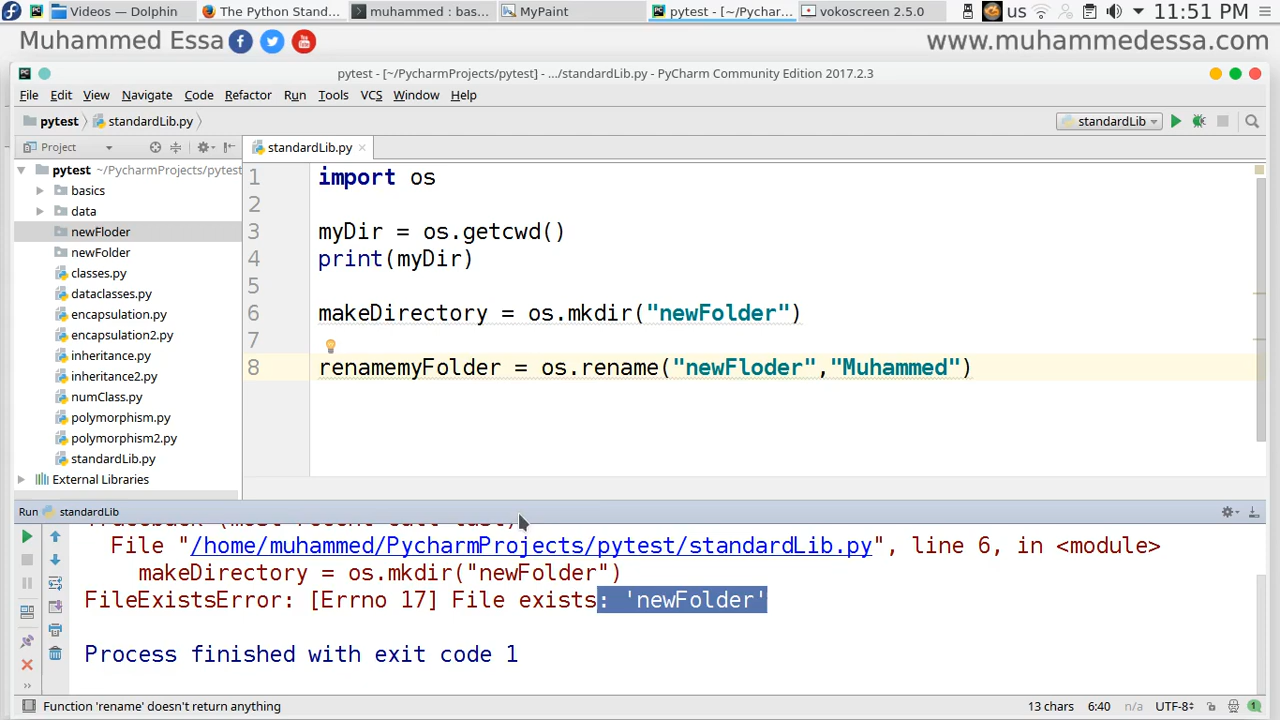 Videos — Dolphin
The Python Stand...
muhammed : bas...
MyPaint
pytest - [~/Pychar...
vokoscreen 2.5.0
us
11:51 PM
Muhammed Essa
www.muhammedessa.com
pytest - [~/PycharmProjects/pytest] - .../standardLib.py - PyCharm Community Edition 2017.2.3
File Edit View Navigate Code Refactor Run Tools VCS Window Help
pytest standardLib.py
standardLib
Project
standardLib.py
pytest ~/PycharmProjects/pytest
basics
data
newFloder
newFolder
classes.py
dataclasses.py
encapsulation.py
encapsulation2.py
inheritance.py
inheritance2.py
numClass.py
polymorphism.py
polymorphism2.py
standardLib.py
External Libraries
1 import os
2
3 myDir = os.getcwd()
4 print(myDir)
5
6 makeDirectory = os.mkdir("newFolder")
7
8 renamemyFolder = os.rename("newFloder","Muhammed")
Run standardLib
Traceback (most recent call last)
File "/home/muhammed/PycharmProjects/pytest/standardLib.py", line 6, in <module>
makeDirectory = os.mkdir("newFolder")
FileExistsError: [Errno 17] File exists: 'newFolder'
Process finished with exit code 1
Function 'rename' doesn't return anything
13 chars 6:40 n/a UTF-8 1